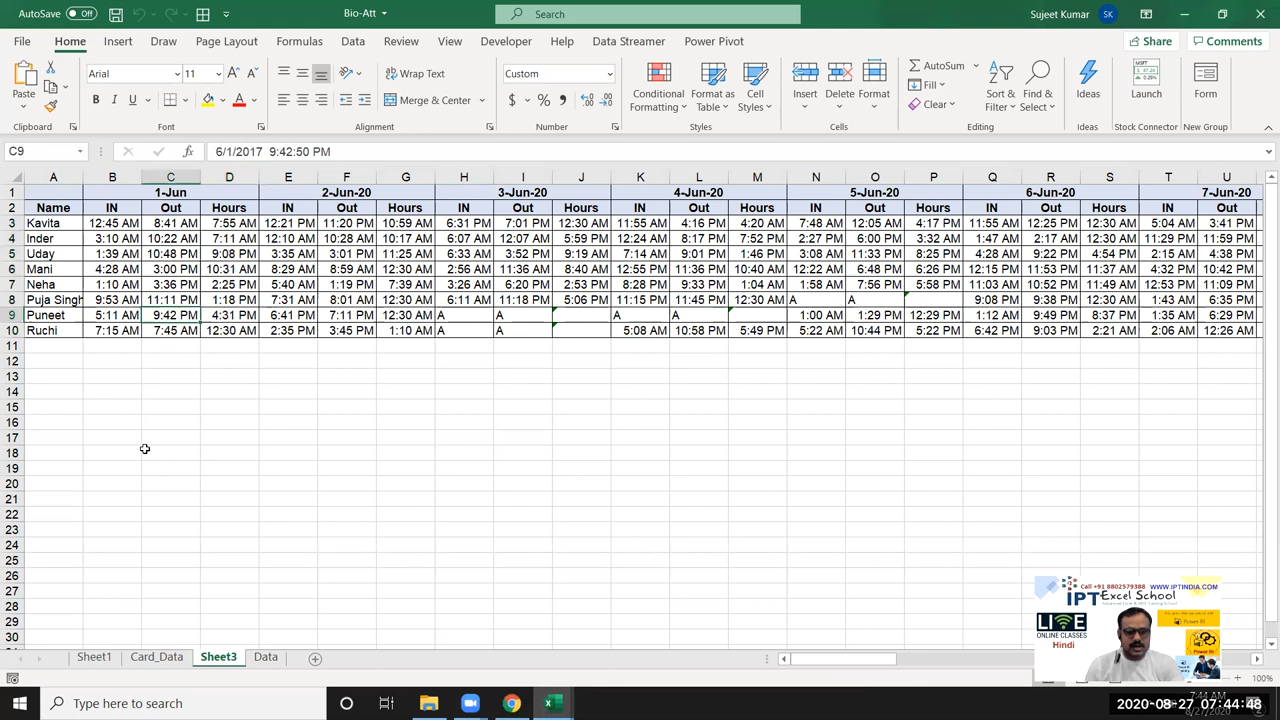 AutoSave Off Bio-Att Search Sujeet Kumar SK
File Home Insert Draw Page Layout Formulas Data Review View Developer Help Data Streamer Power Pivot Share Comments
Paste Arial 11 Wrap Text Custom Conditional Formatting Format as Table Cell Styles Insert Delete Format AutoSum Fill Clear Sort & Filter Find & Select Ideas Launch Form
B I U Merge & Center $ % ,
Clipboard Font Alignment Number Styles Cells Editing Ideas Stock Connector New Group
C9 fx 6/1/2017 9:42:50 PM
A B C D E F G H I J K L M N O P Q R S T U
1 1-Jun 2-Jun-20 3-Jun-20 4-Jun-20 5-Jun-20 6-Jun-20 7-Jun-20
2 Name IN Out Hours IN Out Hours IN Out Hours IN Out Hours IN Out Hours IN Out Hours IN Out
3 Kavita 12:45 AM 8:41 AM 7:55 AM 12:21 PM 11:20 PM 10:59 AM 6:31 PM 7:01 PM 12:30 AM 11:55 AM 4:16 PM 4:20 AM 7:48 AM 12:05 PM 4:17 PM 11:55 AM 12:25 PM 12:30 AM 5:04 AM 3:41 PM
4 Inder 3:10 AM 10:22 AM 7:11 AM 12:10 AM 10:28 AM 10:17 AM 6:07 AM 12:07 PM 5:59 PM 12:24 AM 8:17 PM 7:52 PM 2:27 PM 6:00 PM 3:32 AM 1:47 AM 2:17 AM 12:30 AM 11:29 PM 11:59 PM
5 Uday 1:39 AM 10:48 PM 9:08 PM 3:35 AM 3:01 PM 11:25 AM 6:33 AM 3:52 PM 9:19 AM 7:14 AM 9:01 PM 1:46 PM 3:08 AM 11:33 PM 8:25 PM 4:28 AM 9:22 PM 4:54 PM 2:15 AM 4:38 PM
6 Mani 4:28 AM 3:00 PM 10:31 AM 8:29 AM 8:59 AM 12:30 AM 2:56 AM 11:36 AM 8:40 AM 12:55 PM 11:36 PM 10:40 AM 12:22 AM 6:48 PM 6:26 PM 12:15 PM 11:53 PM 11:37 AM 4:32 PM 10:42 PM
7 Neha 1:10 AM 3:36 PM 2:25 PM 5:40 AM 1:19 PM 7:39 AM 3:26 AM 6:20 PM 2:53 PM 8:28 AM 9:33 PM 1:04 AM 1:58 AM 7:56 PM 5:58 PM 11:03 AM 10:52 PM 11:49 AM 4:42 AM 10:59 PM
8 Puja Singh 9:53 AM 11:11 PM 1:18 PM 7:31 AM 8:01 AM 12:30 AM 6:11 AM 11:18 PM 5:06 PM 11:15 PM 11:45 PM 12:30 AM A A 9:08 PM 9:38 PM 12:30 AM 1:43 AM 6:35 PM
9 Puneet 5:11 AM 9:42 PM 4:31 PM 6:41 PM 7:11 PM 12:30 AM A A A A 1:00 AM 1:29 PM 12:29 PM 1:12 AM 9:49 PM 8:37 PM 1:35 AM 6:29 PM
10 Ruchi 7:15 AM 7:45 AM 12:30 AM 2:35 PM 3:45 PM 1:10 AM A A 5:08 AM 10:58 PM 5:49 PM 5:22 AM 10:44 PM 5:22 PM 6:42 PM 9:03 PM 2:21 AM 2:06 AM 12:26 AM
11
12
13
14
15
16
17
18
19
20
21
22
23
24
25
26
27
28
29
30
Call +91 9802579388 WWW.IPTINDIA.COM
IPT Excel School
LIVE
ONLINE CLASSES
Hindi
Power BI
Power BI
Sheet1 Card_Data Sheet3 Data
100%
Type here to search
7:44 AM
8/27/2020
2020-08-27 07:44:48